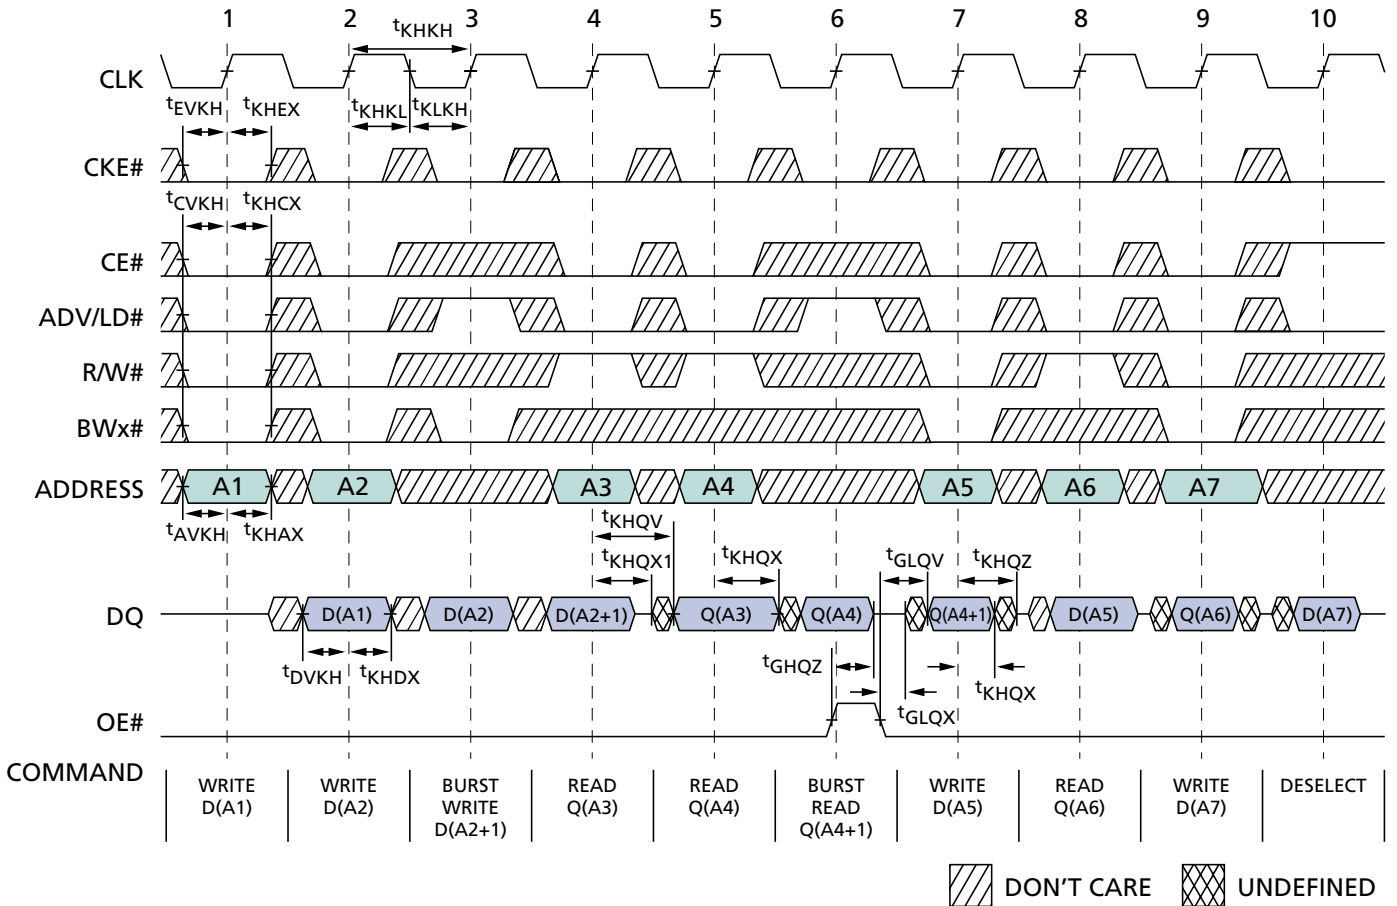 1 2 3 4 5 6 7 8 9 10
tKHKH
CLK
tEVKH tKHEX tKHKL tKLKH
CKE#
tCVKH tKHCX
CE#
ADV/LD#
R/W#
BWx#
ADDRESS A1 A2 A3 A4 A5 A6 A7
tAVKH tKHAX
tKHQV
tKHQX1 tKHQX tGLQV tKHQZ
DQ D(A1) D(A2) D(A2+1) Q(A3) Q(A4) Q(A4+1) D(A5) Q(A6) D(A7)
tDVKH tKHDX tGHQZ tKHQX
tGLQX
OE#
COMMAND
WRITE
D(A1)
WRITE
D(A2)
BURST
WRITE
D(A2+1)
READ
Q(A3)
READ
Q(A4)
BURST
READ
Q(A4+1)
WRITE
D(A5)
READ
Q(A6)
WRITE
D(A7)
DESELECT
DON'T CARE UNDEFINED